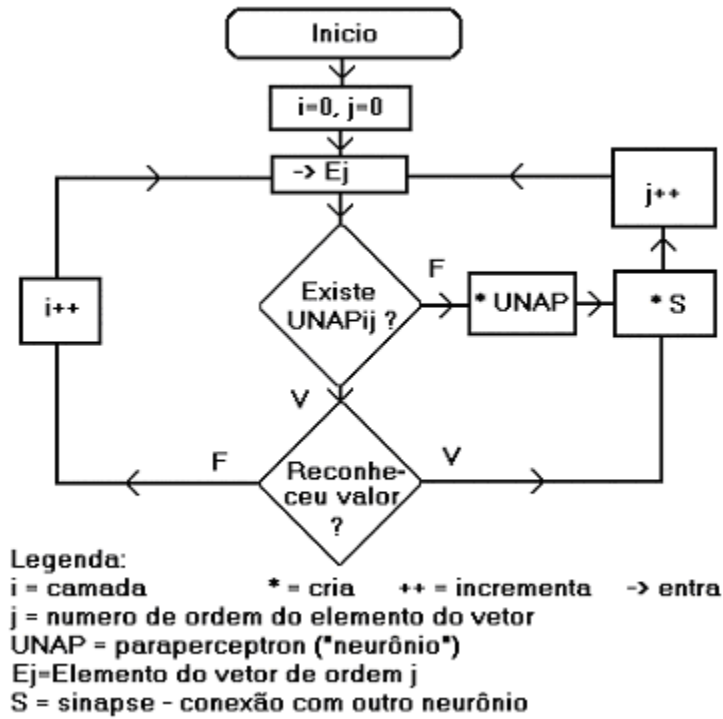 Inicio
i=0, j=0
-> Ej
j++
Existe
UNAPij ?
F
* UNAP
* S
i++
V
F
Reconhe-
ceu valor
?
V
Legenda:
i = camada * = cria ++ = incrementa -> entra
j = numero de ordem do elemento do vetor
UNAP = paraperceptron ("neurônio")
Ej=Elemento do vetor de ordem j
S = sinapse - conexão com outro neurônio